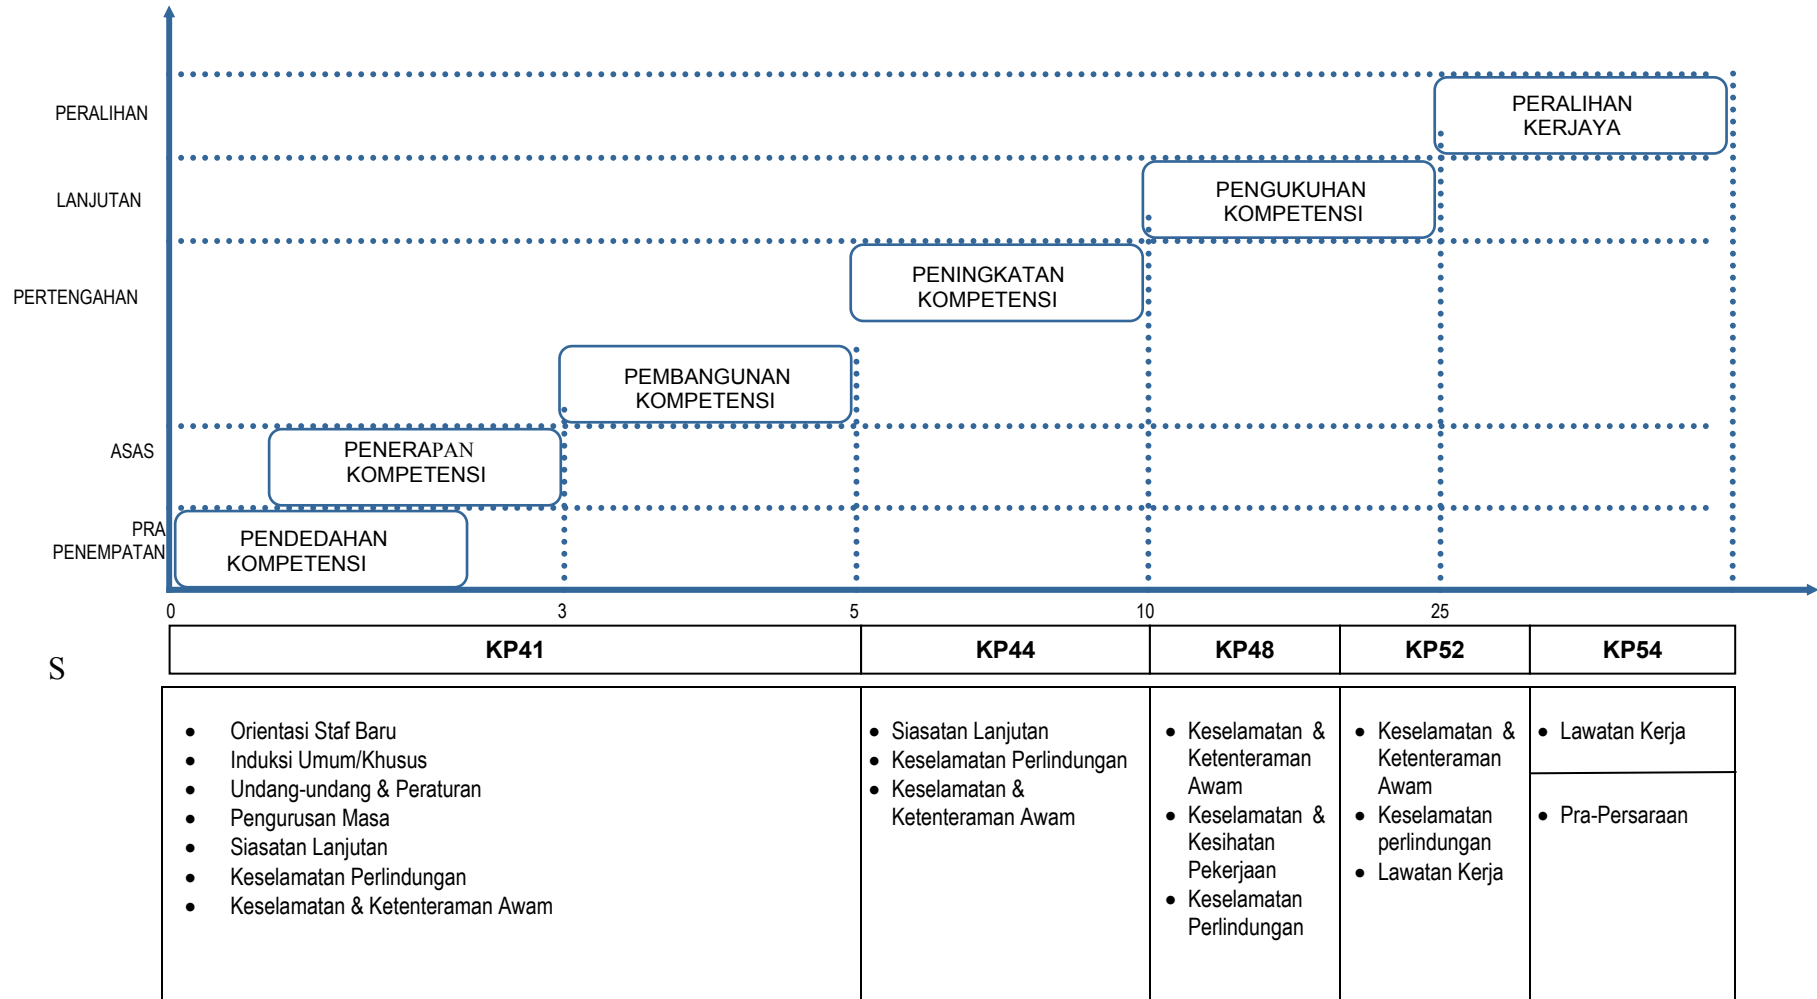 PERALIHAN
PERALIHAN
KERJAYA
LANJUTAN
PENGUKUHAN
KOMPETENSI
PERTENGAHAN
PENINGKATAN
KOMPETENSI
PEMBANGUNAN
KOMPETENSI
ASAS
PENERAPAN
KOMPETENSI
PRA
PENEMPATAN
PENDEDAHAN
KOMPETENSI
0 3 5 10 25
KP41 KP44 KP48 KP52 KP54
S
• Orientasi Staf Baru
• Induksi Umum/Khusus
• Undang-undang & Peraturan
• Pengurusan Masa
• Siasatan Lanjutan
• Keselamatan Perlindungan
• Keselamatan & Ketenteraman Awam
• Siasatan Lanjutan
• Keselamatan Perlindungan
• Keselamatan &
Ketenteraman Awam
• Keselamatan &
Ketenteraman
Awam
• Keselamatan &
Kesihatan
Pekerjaan
• Keselamatan
Perlindungan
• Keselamatan &
Ketenteraman
Awam
• Keselamatan
perlindungan
• Lawatan Kerja
• Lawatan Kerja
• Pra-Persaraan